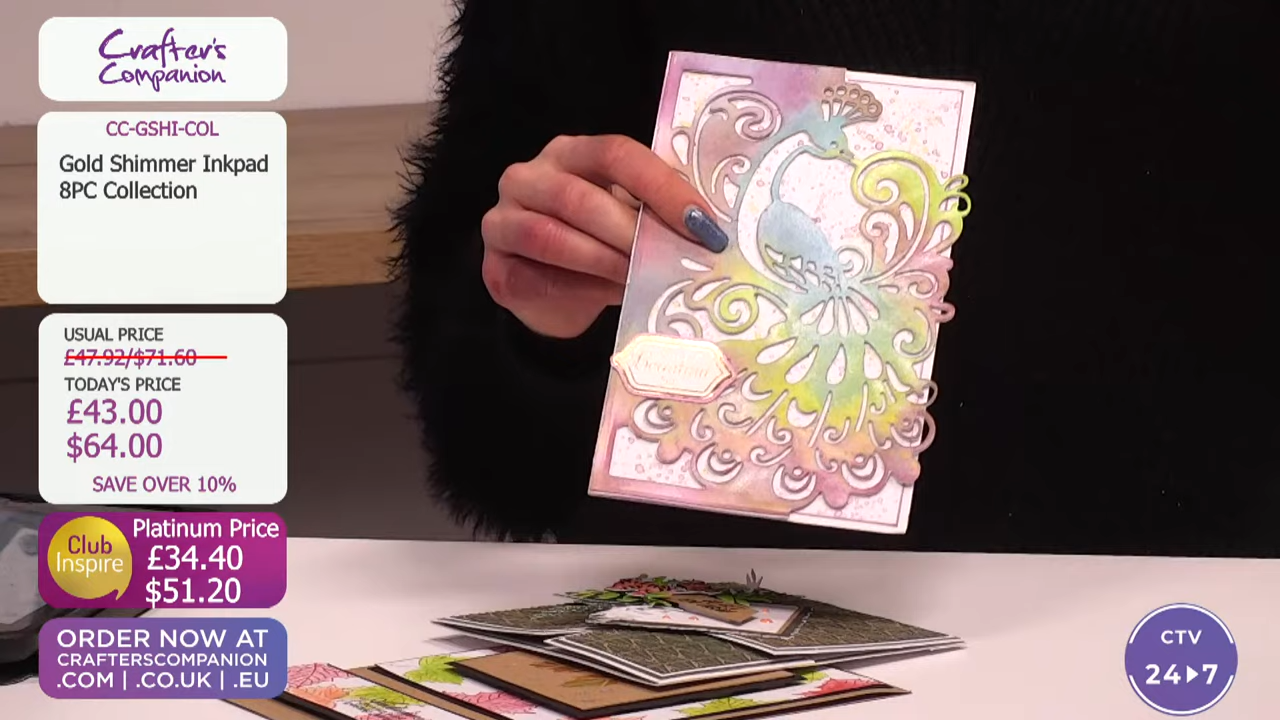 Crafter's
Companion
CC-GSHI-COL
Gold Shimmer Inkpad
8PC Collection
USUAL PRICE
£47.92/$71.60
TODAY'S PRICE
£43.00
$64.00
SAVE OVER 10%
Club
Inspire
Platinum Price
£34.40
$51.20
ORDER NOW AT
CRAFTERSCOMPANION
.COM | .CO.UK | .EU
CTV
24▶7